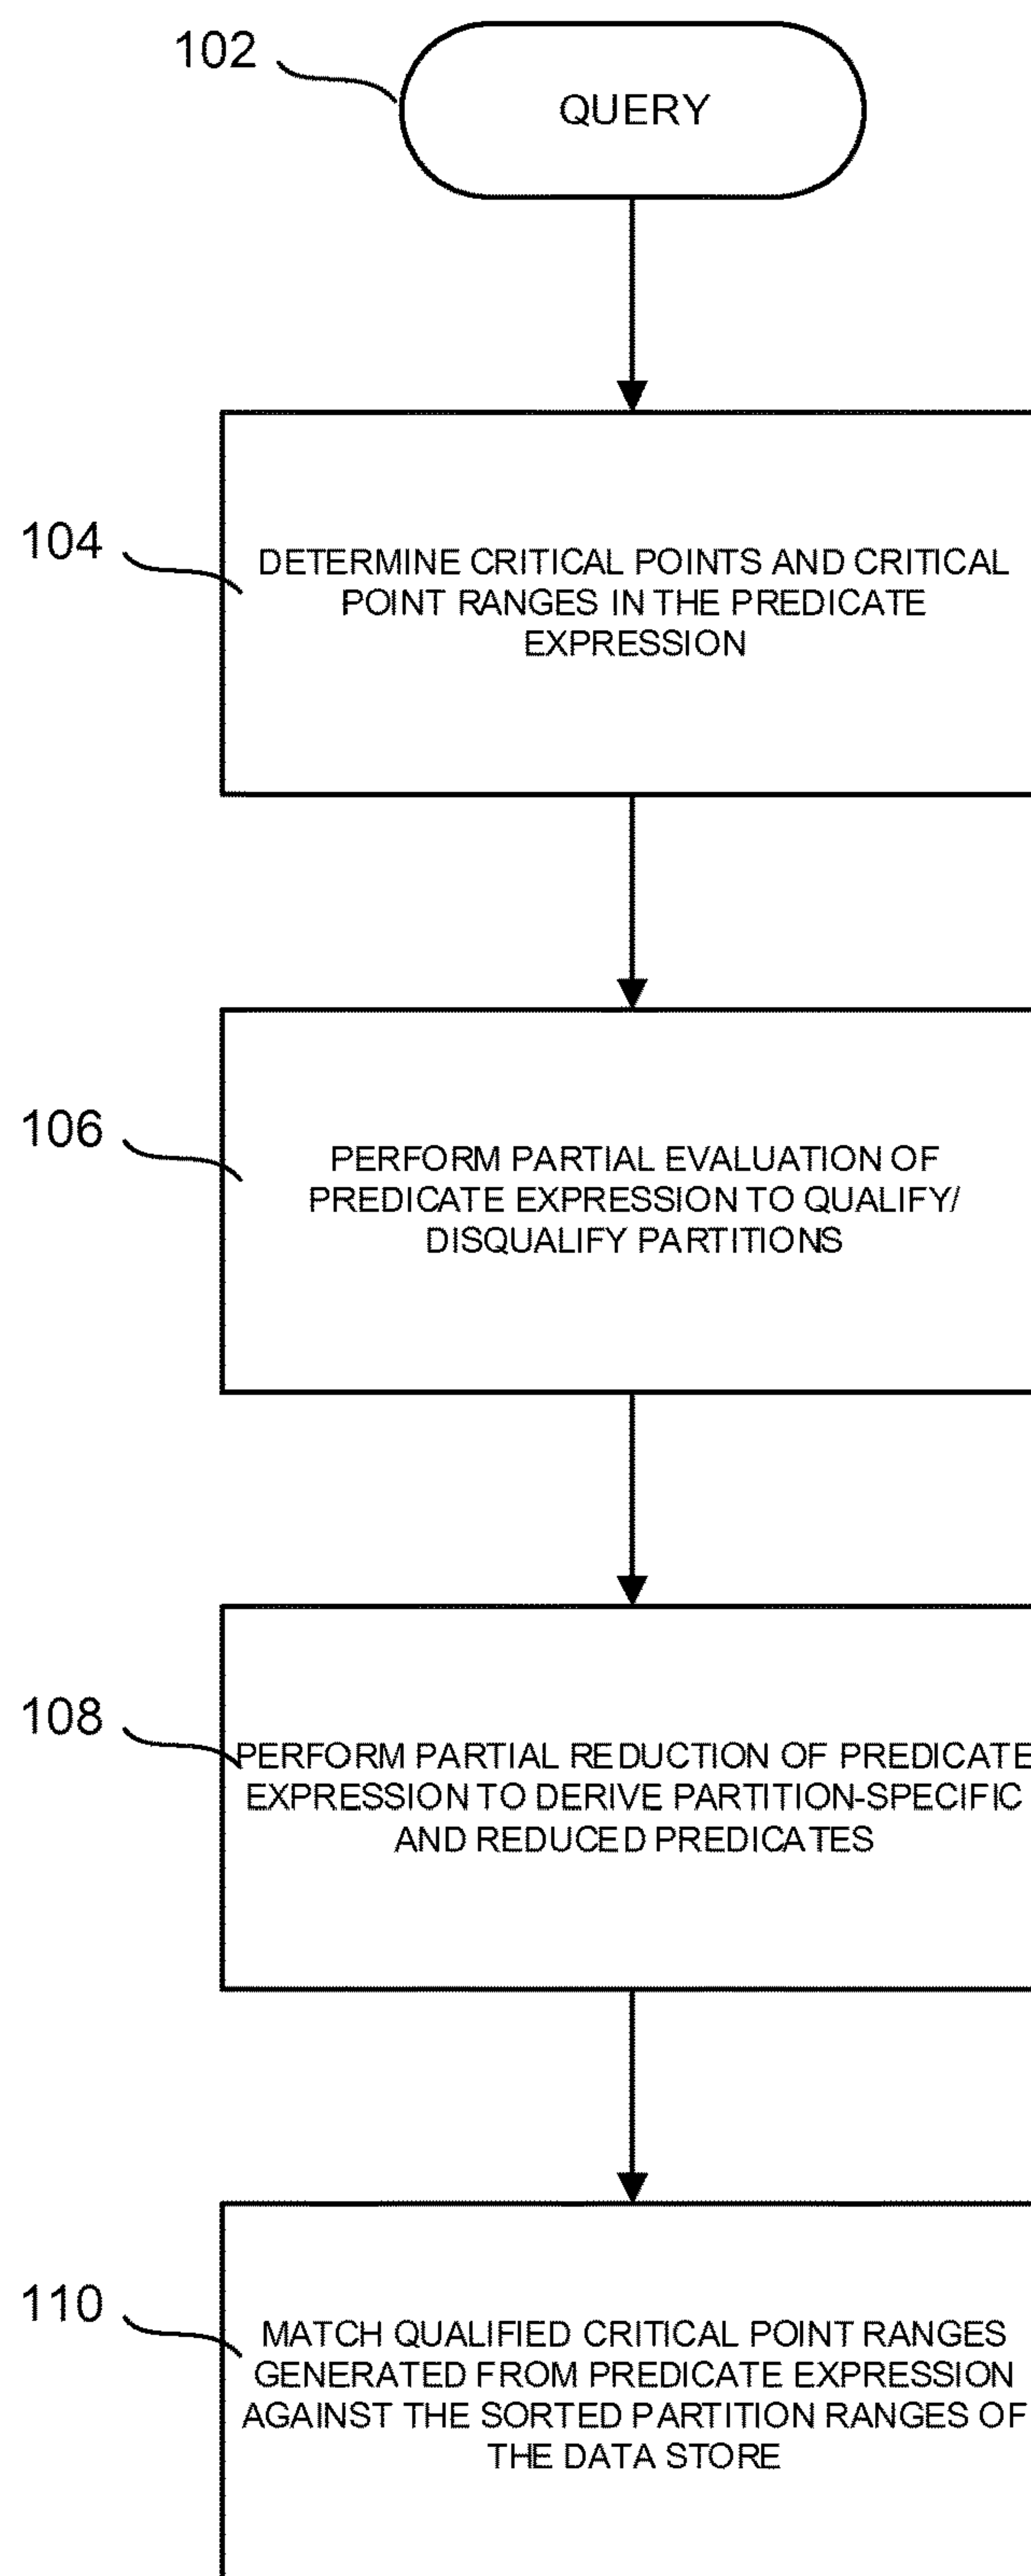 102
QUERY
104
DETERMINE CRITICAL POINTS AND CRITICAL
POINT RANGES IN THE PREDICATE
EXPRESSION
106
PERFORM PARTIAL EVALUATION OF
PREDICATE EXPRESSION TO QUALIFY/
DISQUALIFY PARTITIONS
108
PERFORM PARTIAL REDUCTION OF PREDICATE
EXPRESSION TO DERIVE PARTITION-SPECIFIC
AND REDUCED PREDICATES
110
MATCH QUALIFIED CRITICAL POINT RANGES
GENERATED FROM PREDICATE EXPRESSION
AGAINST THE SORTED PARTITION RANGES OF
THE DATA STORE